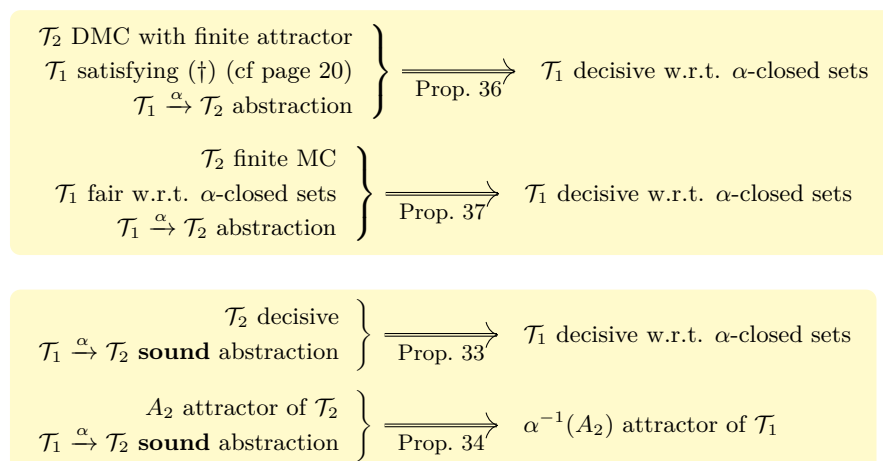 𝒯₂ DMC with finite attractor
𝒯₁ satisfying (†) (cf page 20)
𝒯₁ →^α 𝒯₂ abstraction
⟹ Prop. 36
𝒯₁ decisive w.r.t. α-closed sets
𝒯₂ finite MC
𝒯₁ fair w.r.t. α-closed sets
𝒯₁ →^α 𝒯₂ abstraction
⟹ Prop. 37
𝒯₁ decisive w.r.t. α-closed sets
𝒯₂ decisive
𝒯₁ →^α 𝒯₂ sound abstraction
⟹ Prop. 33
𝒯₁ decisive w.r.t. α-closed sets
A₂ attractor of 𝒯₂
𝒯₁ →^α 𝒯₂ sound abstraction
⟹ Prop. 34
α⁻¹(A₂) attractor of 𝒯₁